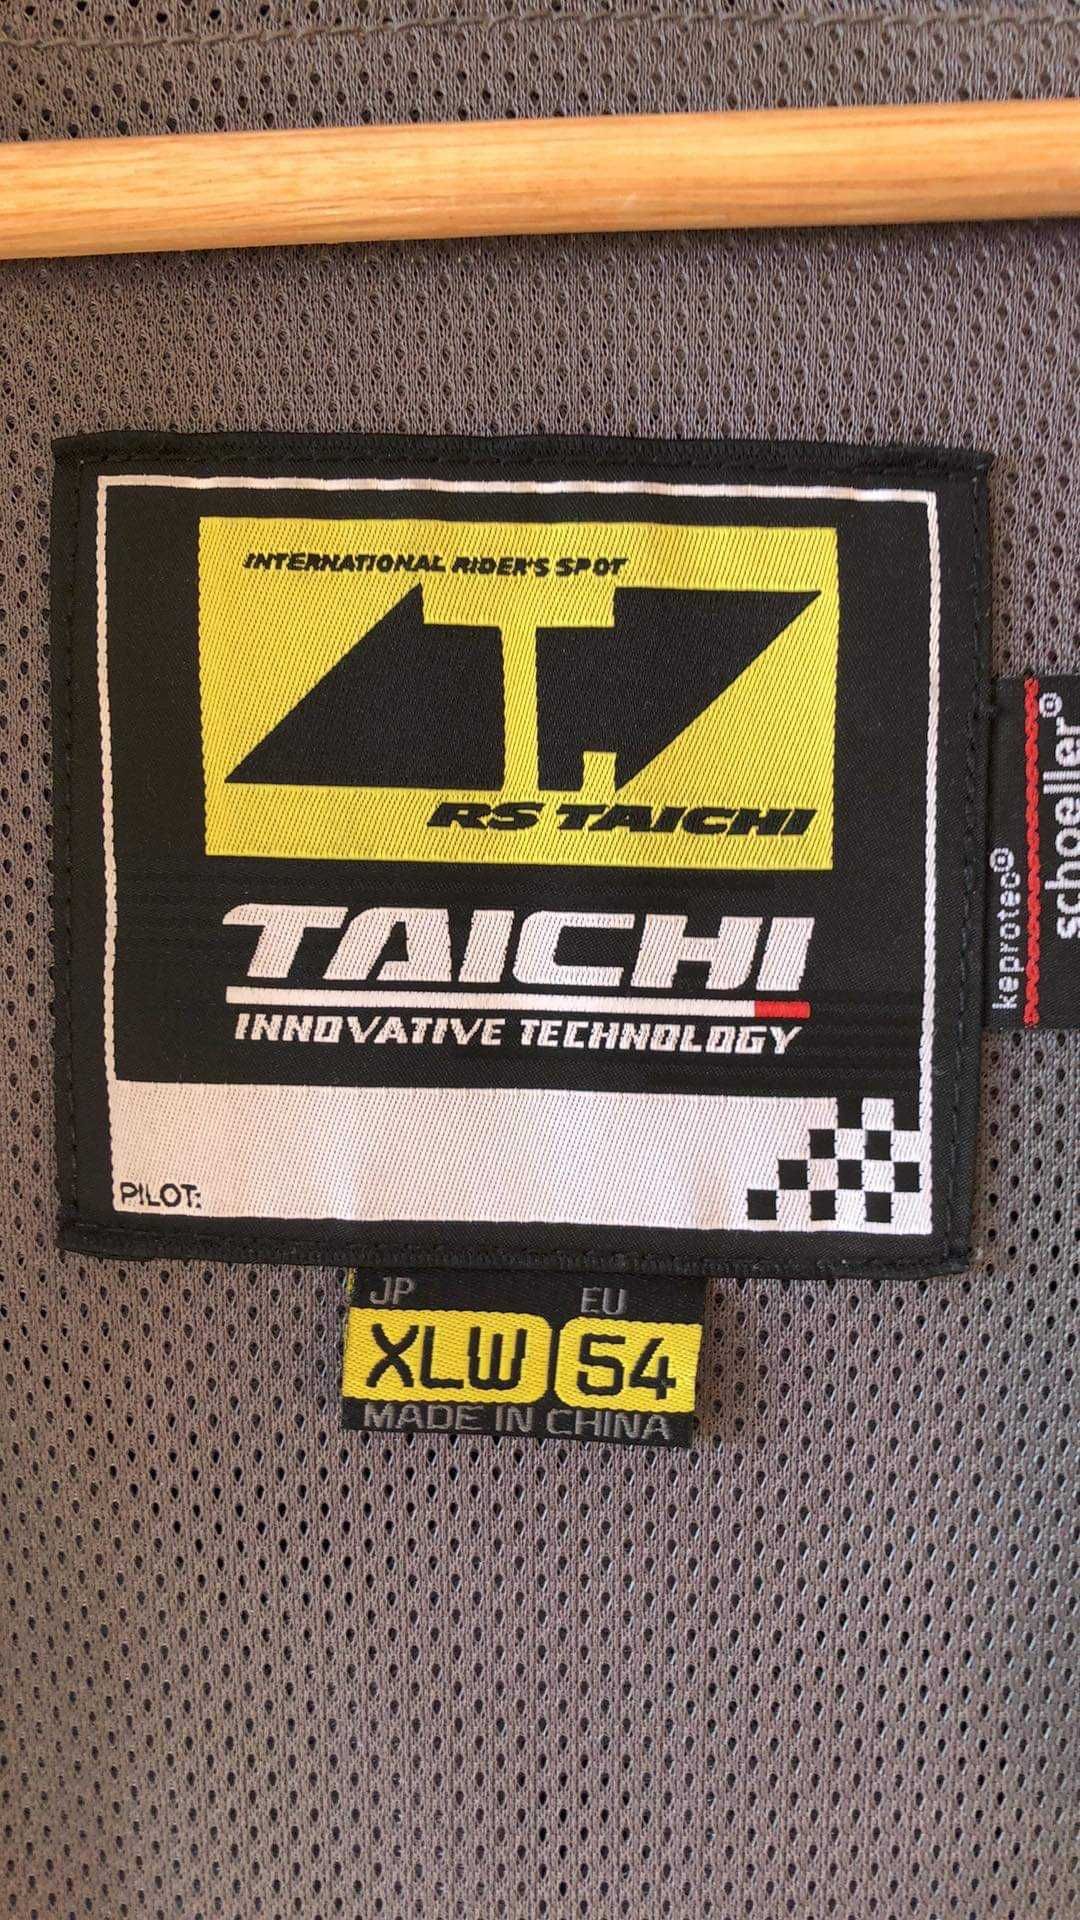 INTERNATIONAL RIDER'S SPOT
RS TAICHI
TAICHI
INNOVATIVE TECHNOLOGY
PILOT:
JP EU
XLW 54
MADE IN CHINA
keprotec®
schoeller®